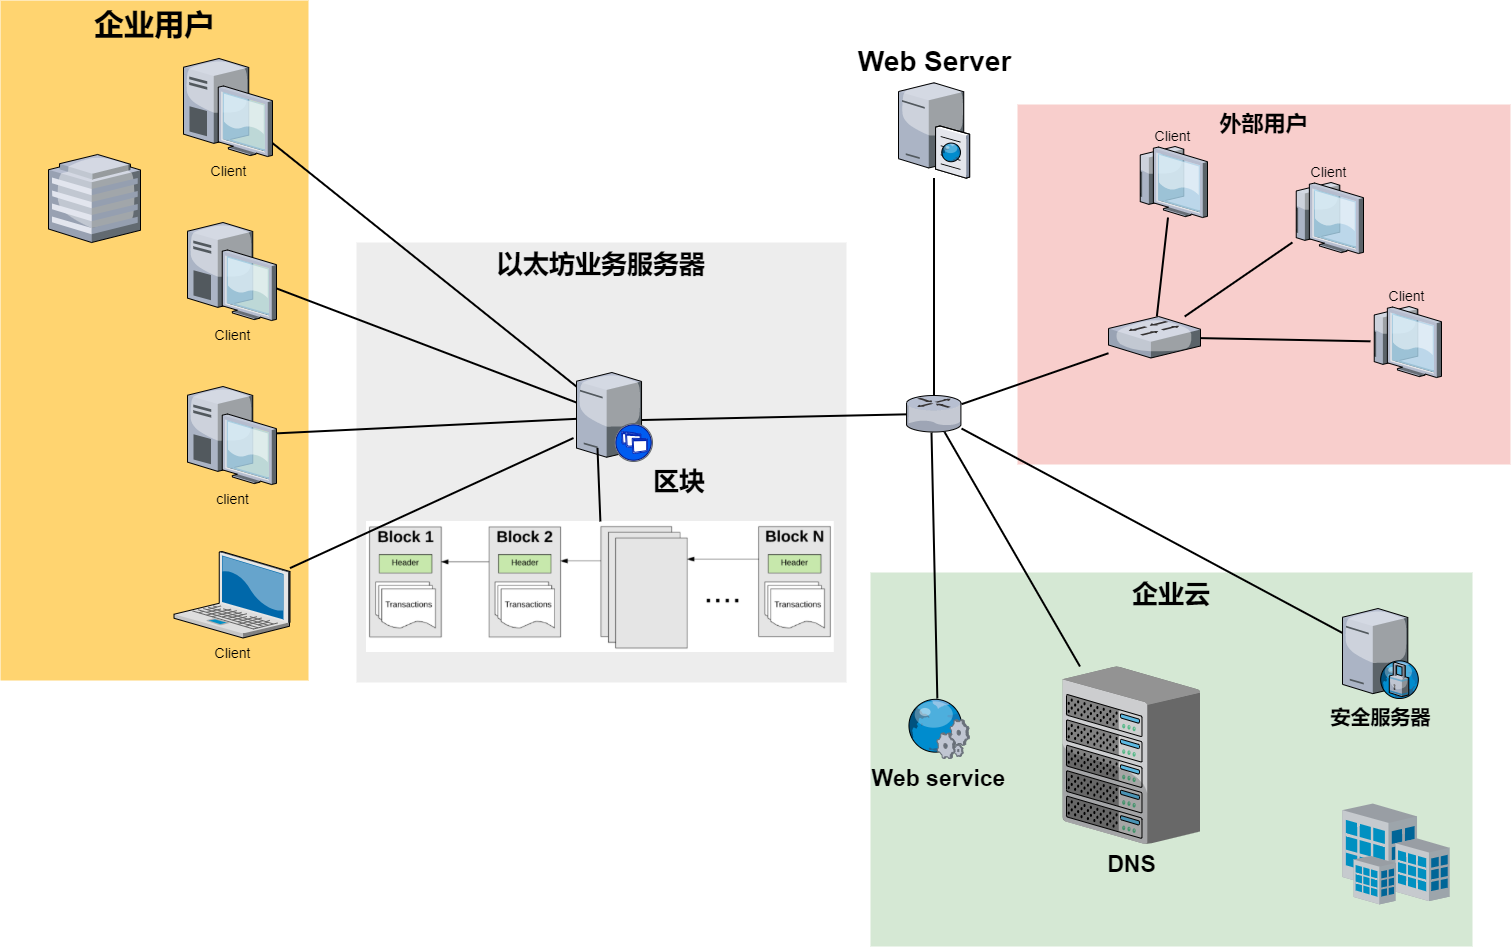 企业用户
Client
Client
client
Client
以太坊业务服务器
区块
Block 1
Header
Transactions
Block 2
Header
Transactions
....
Block N
Header
Transactions
Web Server
外部用户
Client
Client
Client
企业云
Web service
DNS
安全服务器